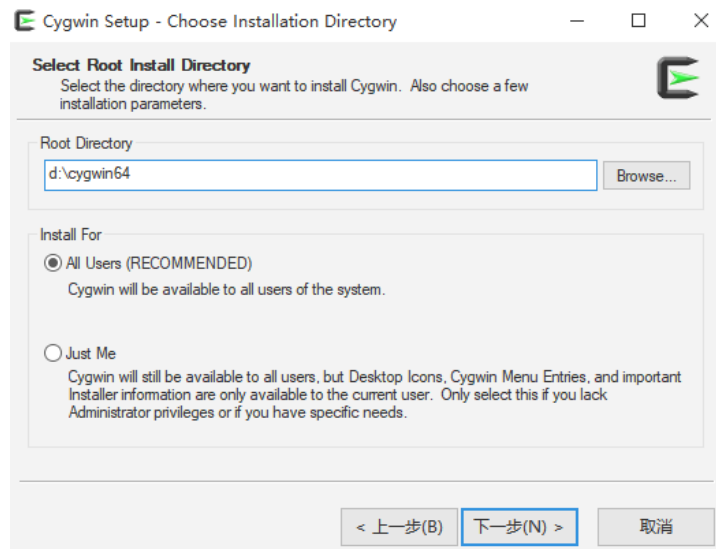 Cygwin Setup - Choose Installation Directory
Select Root Install Directory
Select the directory where you want to install Cygwin. Also choose a few
installation parameters.
Root Directory
d:\cygwin64
Browse...
Install For
All Users (RECOMMENDED)
Cygwin will be available to all users of the system.
Just Me
Cygwin will still be available to all users, but Desktop Icons, Cygwin Menu Entries, and important
Installer information are only available to the current user. Only select this if you lack
Administrator privileges or if you have specific needs.
< 上一步(B)
下一步(N) >
取消